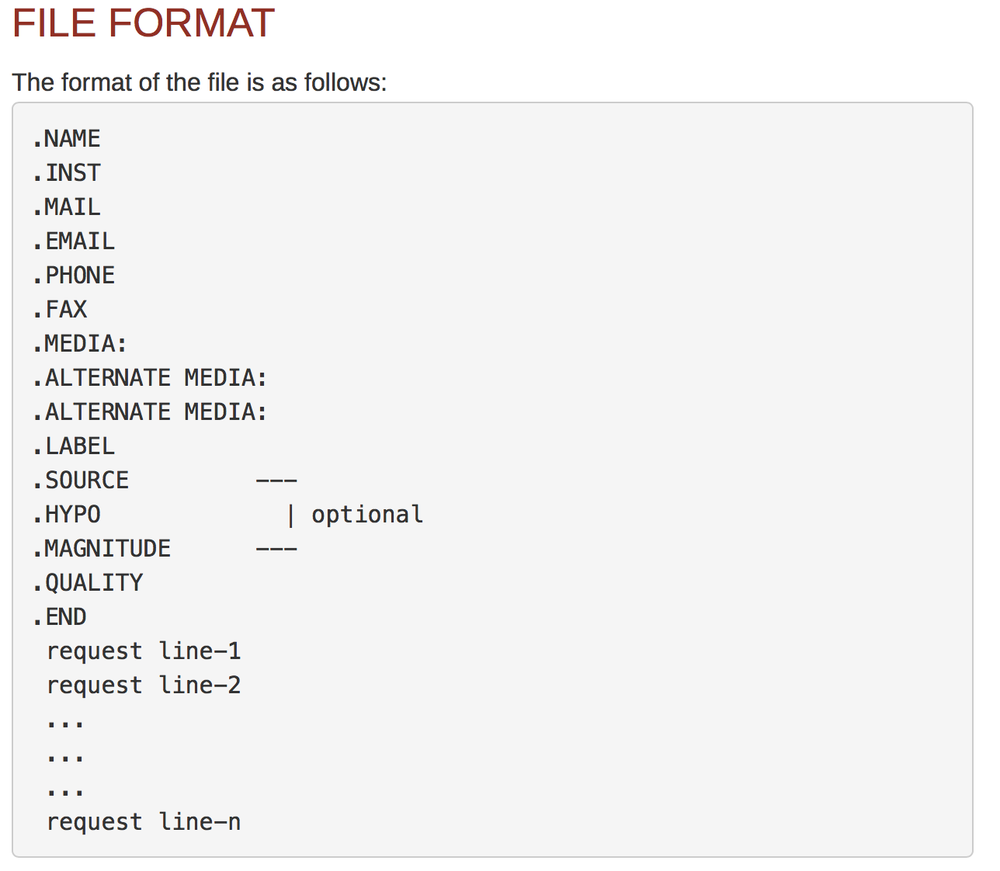 FILE FORMAT
The format of the file is as follows:
.NAME
.INST
.MAIL
.EMAIL
.PHONE
.FAX
.MEDIA:
.ALTERNATE MEDIA:
.ALTERNATE MEDIA:
.LABEL
.SOURCE         ---
.HYPO             | optional
.MAGNITUDE      ---
.QUALITY
.END
 request line-1
 request line-2
 ...
 ...
 ...
 request line-n